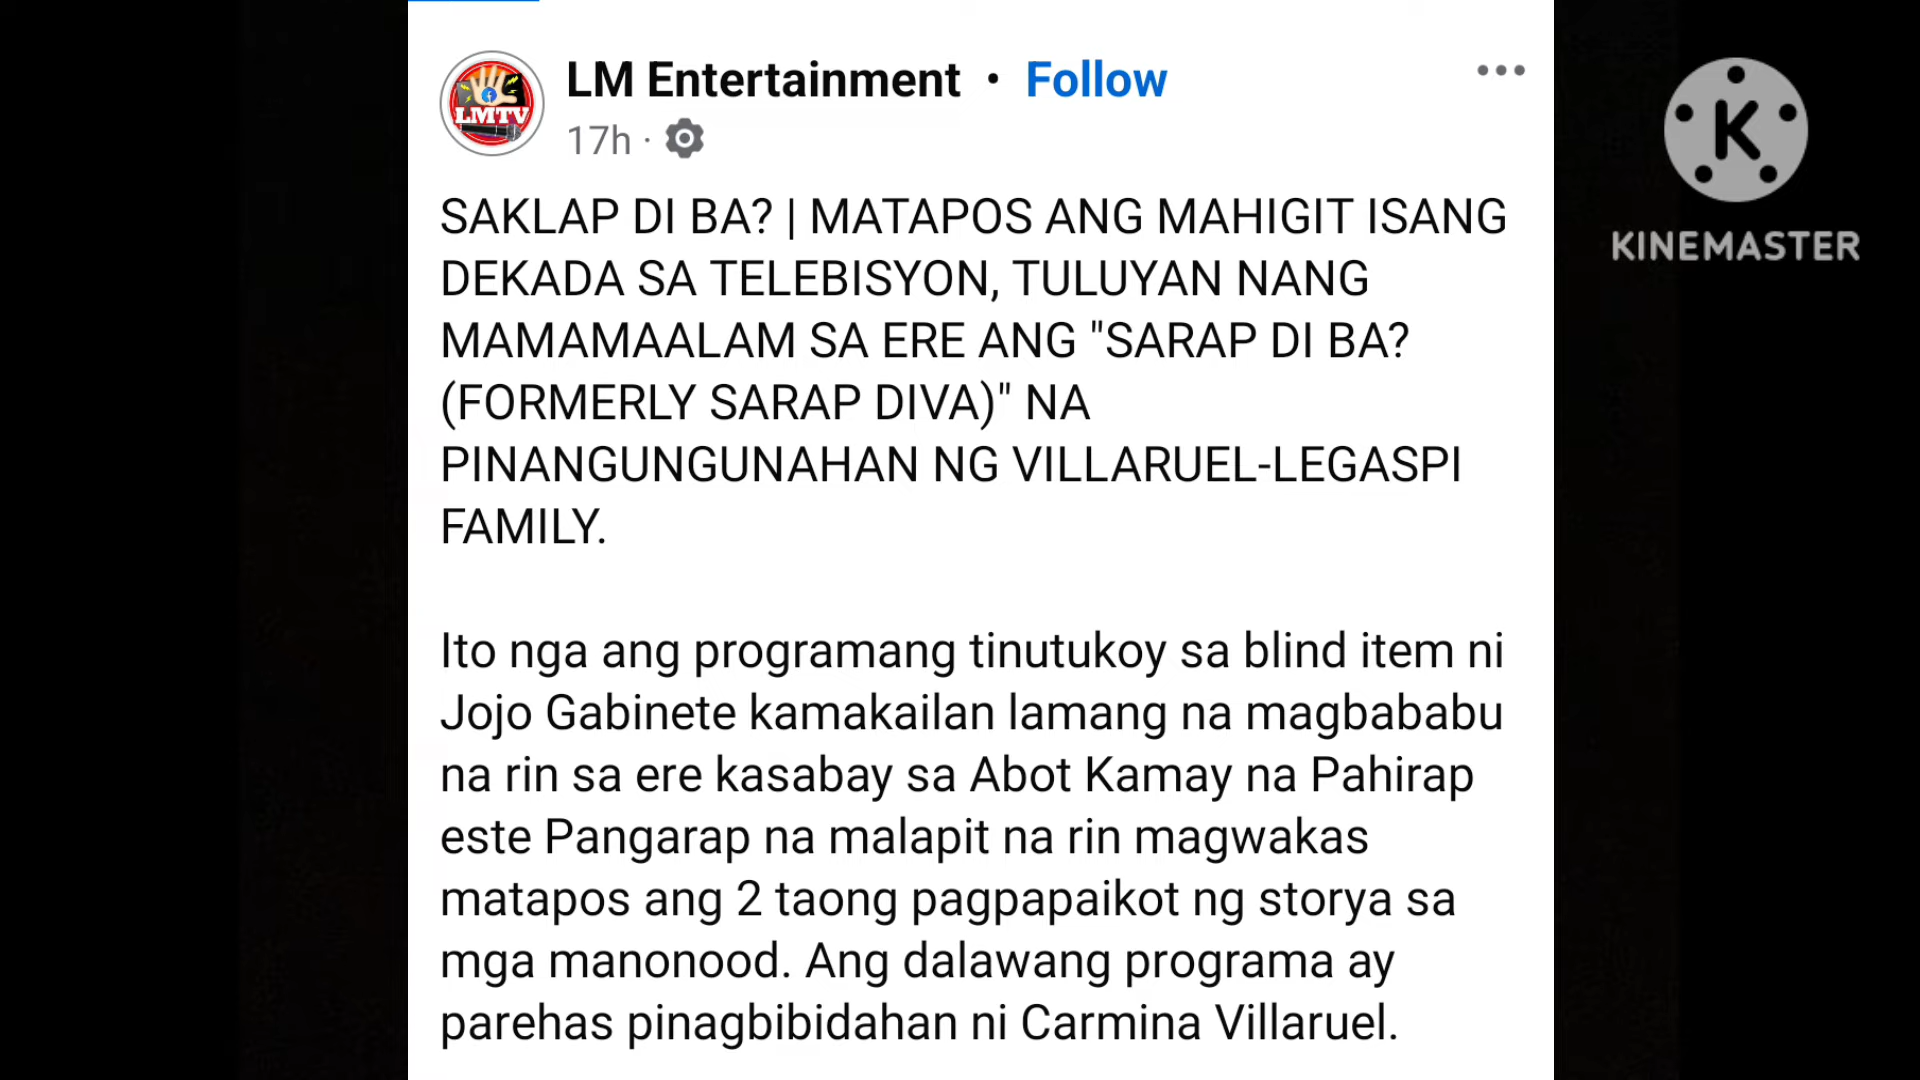 LM Entertainment • Follow
17h ·
LMTV
K
KINEMASTER
SAKLAP DI BA? | MATAPOS ANG MAHIGIT ISANG
DEKADA SA TELEBISYON, TULUYAN NANG
MAMAMAALAM SA ERE ANG "SARAP DI BA?
(FORMERLY SARAP DIVA)" NA
PINANGUNGUNAHAN NG VILLARUEL-LEGASPI
FAMILY.
Ito nga ang programang tinutukoy sa blind item ni
Jojo Gabinete kamakailan lamang na magbababu
na rin sa ere kasabay sa Abot Kamay na Pahirap
este Pangarap na malapit na rin magwakas
matapos ang 2 taong pagpapaikot ng storya sa
mga manonood. Ang dalawang programa ay
parehas pinagbibidahan ni Carmina Villaruel.